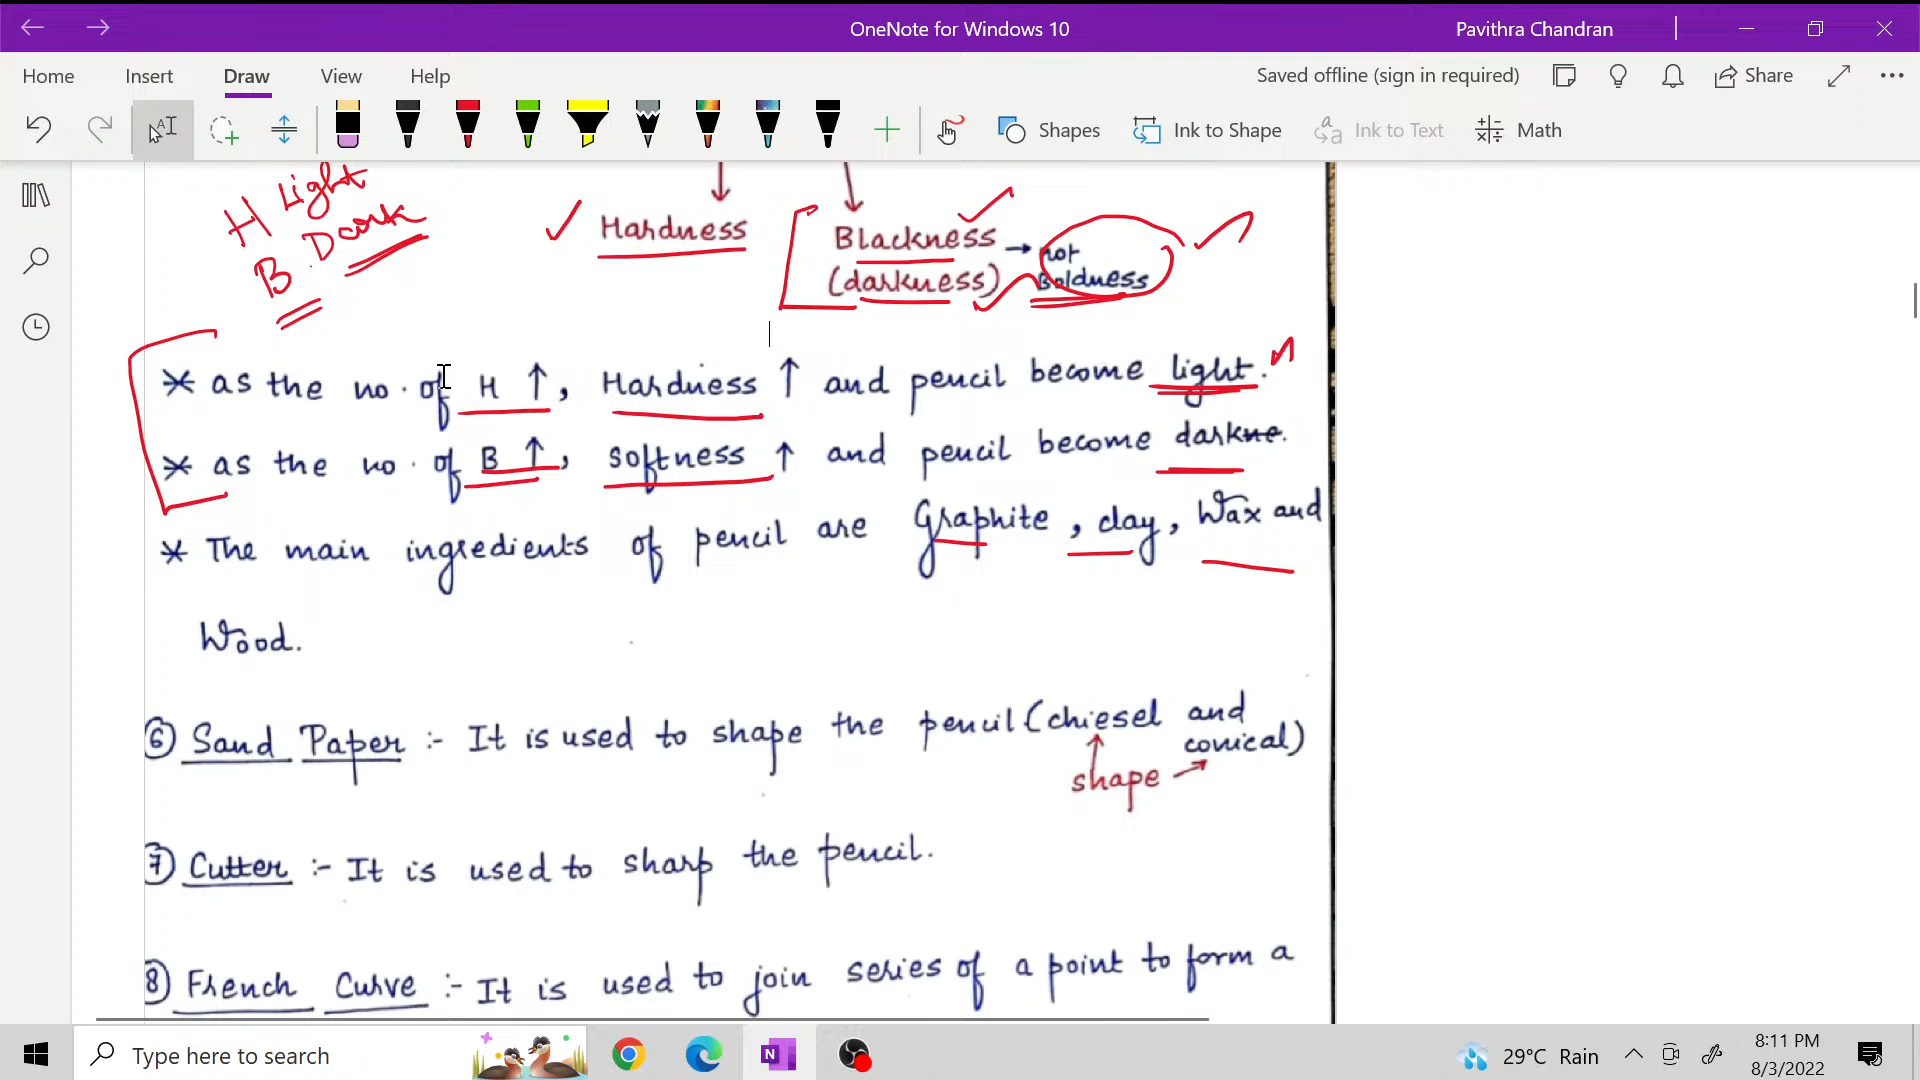 OneNote for Windows 10
Pavithra Chandran
Home Insert Draw View Help
Saved offline (sign in required)
Share
Shapes
Ink to Shape
Ink to Text
Math
H Light
B. Dark
Hardness
Blackness → not
(darkness) Boldness
* as the no. of H ↑, Hardness ↑ and pencil become light.
* as the no. of B ↑, softness ↑ and pencil become darkne.
* The main ingredients of pencil are Graphite, clay, Wax and
Wood.
⑥ Sand Paper :- It is used to shape the pencil (chiesel and
conical)
shape
⑦ Cutter :- It is used to sharp the pencil.
⑧ French Curve :- It is used to join series of a point to form a
Type here to search
29°C Rain
8:11 PM
8/3/2022